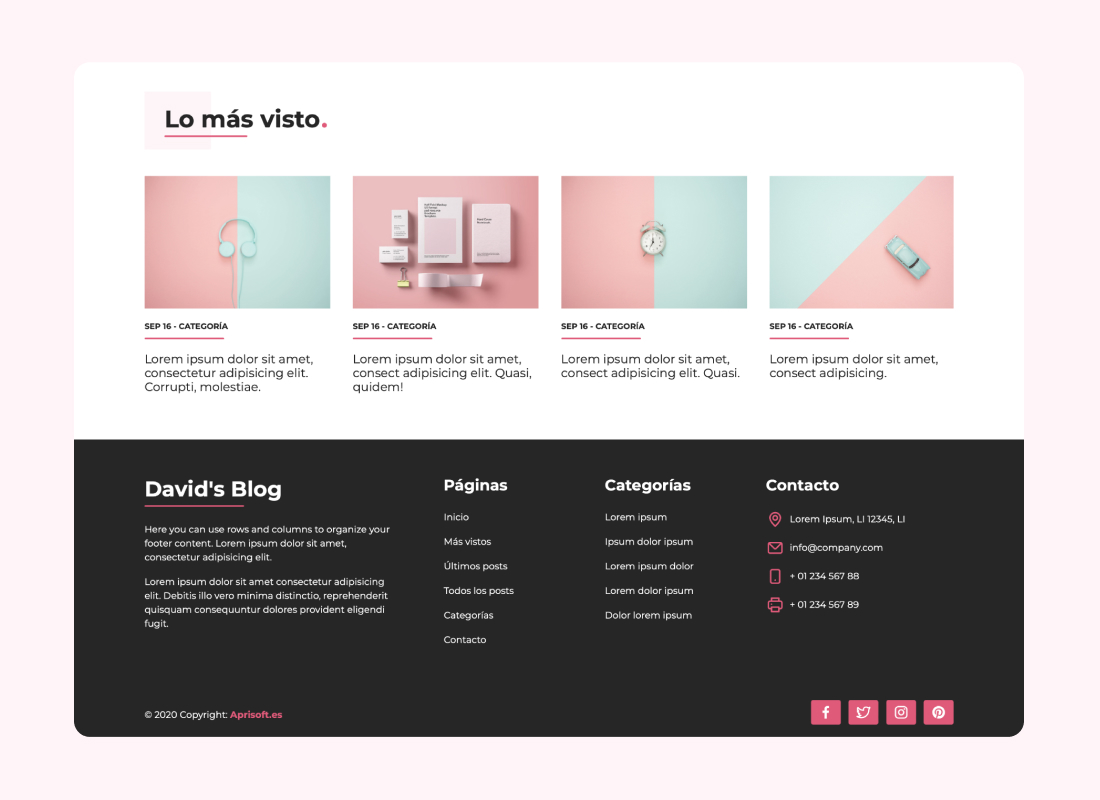 Lo más visto.
SEP 16 - CATEGORÍA
Lorem ipsum dolor sit amet,
consectetur adipisicing elit.
Corrupti, molestiae.
SEP 16 - CATEGORÍA
Lorem ipsum dolor sit amet,
consect adipisicing elit. Quasi,
quidem!
SEP 16 - CATEGORÍA
Lorem ipsum dolor sit amet,
consect adipisicing elit. Quasi.
SEP 16 - CATEGORÍA
Lorem ipsum dolor sit amet,
consect adipisicing.
David's Blog
Here you can use rows and columns to organize your
footer content. Lorem ipsum dolor sit amet,
consectetur adipisicing elit.
Lorem ipsum dolor sit amet consectetur adipisicing
elit. Debitis illo vero minima distinctio, reprehenderit
quisquam consequuntur dolores provident eligendi
fugit.
Páginas
Inicio
Más vistos
Últimos posts
Todos los posts
Categorías
Contacto
Categorías
Lorem ipsum
Ipsum dolor ipsum
Lorem ipsum dolor
Lorem dolor ipsum
Dolor lorem ipsum
Contacto
Lorem Ipsum, LI 12345, LI
info@company.com
+ 01 234 567 88
+ 01 234 567 89
© 2020 Copyright: Aprisoft.es